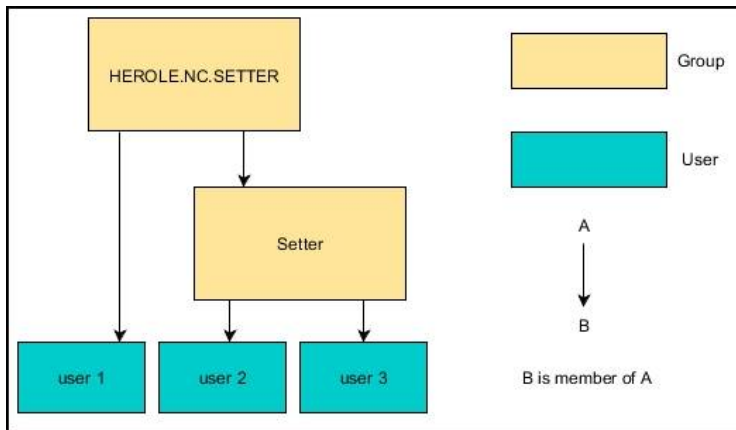 HEROLE.NC.SETTER
Setter
user 1
user 2
user 3
Group
User
A
B
B is member of A